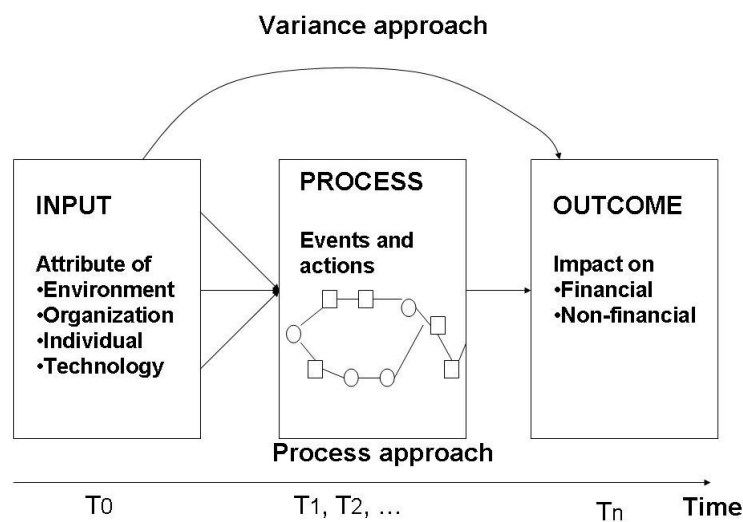 Variance approach
INPUT
Attribute of
•Environment
•Organization
•Individual
•Technology
PROCESS
Events and
actions
OUTCOME
Impact on
•Financial
•Non-financial
Process approach
T0
T1, T2, ...
Tn
Time